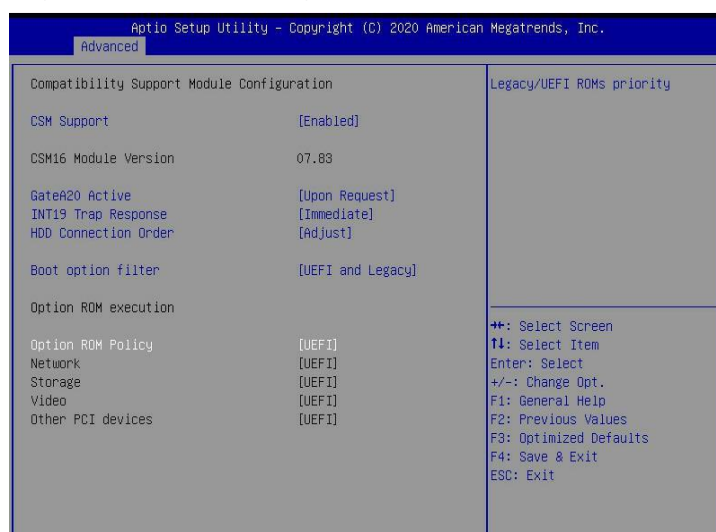 Aptio Setup Utility – Copyright (C) 2020 American Megatrends, Inc.
Advanced
Compatibility Support Module Configuration
CSM Support [Enabled]
CSM16 Module Version 07.83
GateA20 Active [Upon Request]
INT19 Trap Response [Immediate]
HDD Connection Order [Adjust]
Boot option filter [UEFI and Legacy]
Option ROM execution
Option ROM Policy [UEFI]
Network [UEFI]
Storage [UEFI]
Video [UEFI]
Other PCI devices [UEFI]
Legacy/UEFI ROMs priority
→←: Select Screen
↑↓: Select Item
Enter: Select
+/-: Change Opt.
F1: General Help
F2: Previous Values
F3: Optimized Defaults
F4: Save & Exit
ESC: Exit